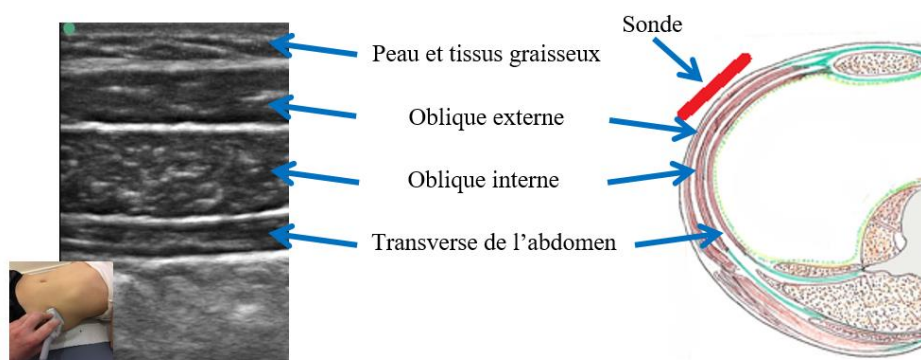 Sonde
Peau et tissus graisseux
Oblique externe
Oblique interne
Transverse de l’abdomen